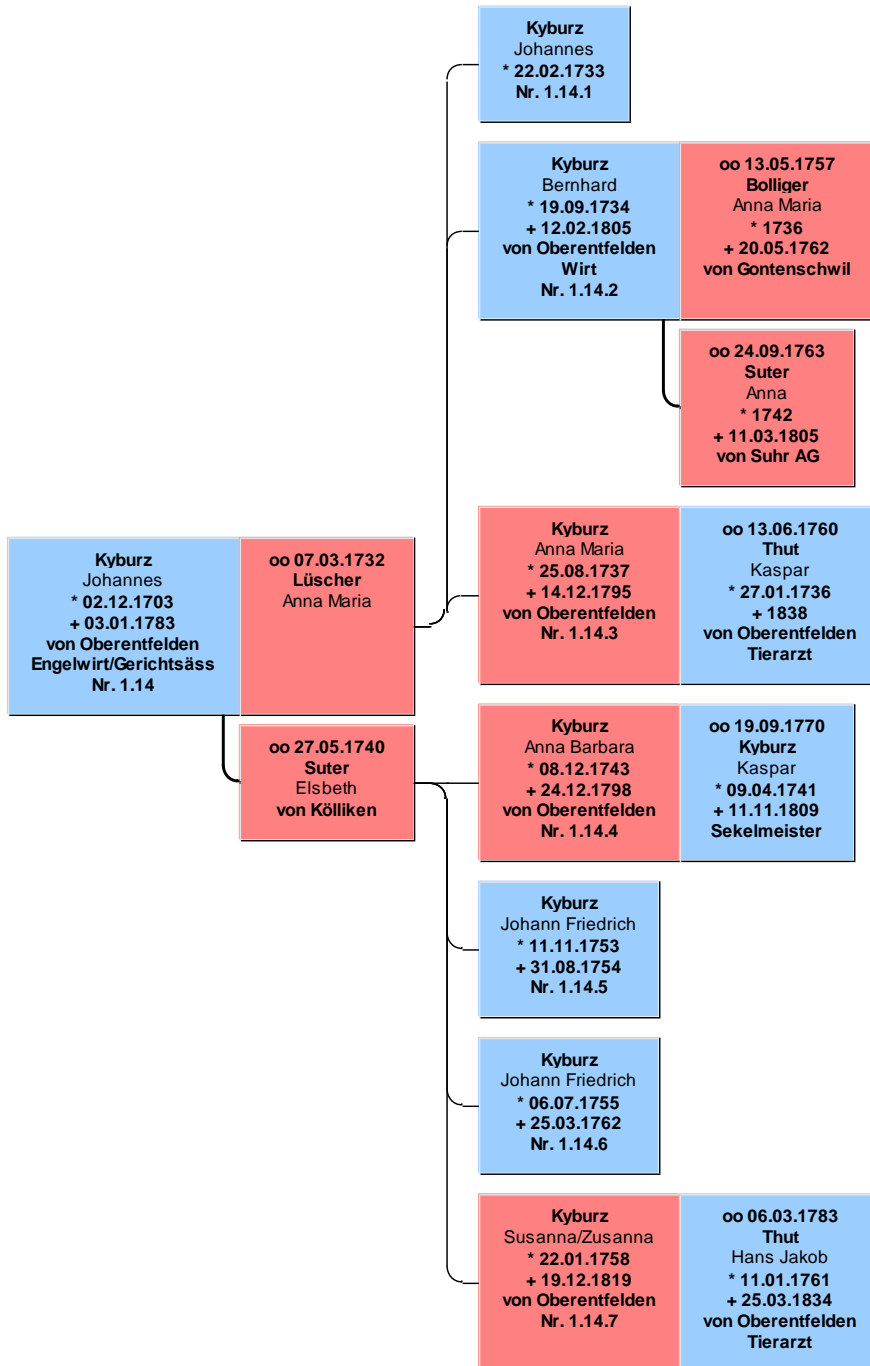 Kyburz
Johannes
* 22.02.1733
Nr. 1.14.1
Kyburz
Bernhard
* 19.09.1734
+ 12.02.1805
von Oberentfelden
Wirt
Nr. 1.14.2
oo 13.05.1757
Bolliger
Anna Maria
* 1736
+ 20.05.1762
von Gontenschwil
oo 24.09.1763
Suter
Anna
* 1742
+ 11.03.1805
von Suhr AG
Kyburz
Anna Maria
* 25.08.1737
+ 14.12.1795
von Oberentfelden
Nr. 1.14.3
oo 13.06.1760
Thut
Kaspar
* 27.01.1736
+ 1838
von Oberentfelden
Tierarzt
Kyburz
Johannes
* 02.12.1703
+ 03.01.1783
von Oberentfelden
Engelwirt/Gerichtsäss
Nr. 1.14
oo 07.03.1732
Lüscher
Anna Maria
oo 27.05.1740
Suter
Elsbeth
von Kölliken
Kyburz
Anna Barbara
* 08.12.1743
+ 24.12.1798
von Oberentfelden
Nr. 1.14.4
oo 19.09.1770
Kyburz
Kaspar
* 09.04.1741
+ 11.11.1809
Sekelmeister
Kyburz
Johann Friedrich
* 11.11.1753
+ 31.08.1754
Nr. 1.14.5
Kyburz
Johann Friedrich
* 06.07.1755
+ 25.03.1762
Nr. 1.14.6
Kyburz
Susanna/Zusanna
* 22.01.1758
+ 19.12.1819
von Oberentfelden
Nr. 1.14.7
oo 06.03.1783
Thut
Hans Jakob
* 11.01.1761
+ 25.03.1834
von Oberentfelden
Tierarzt